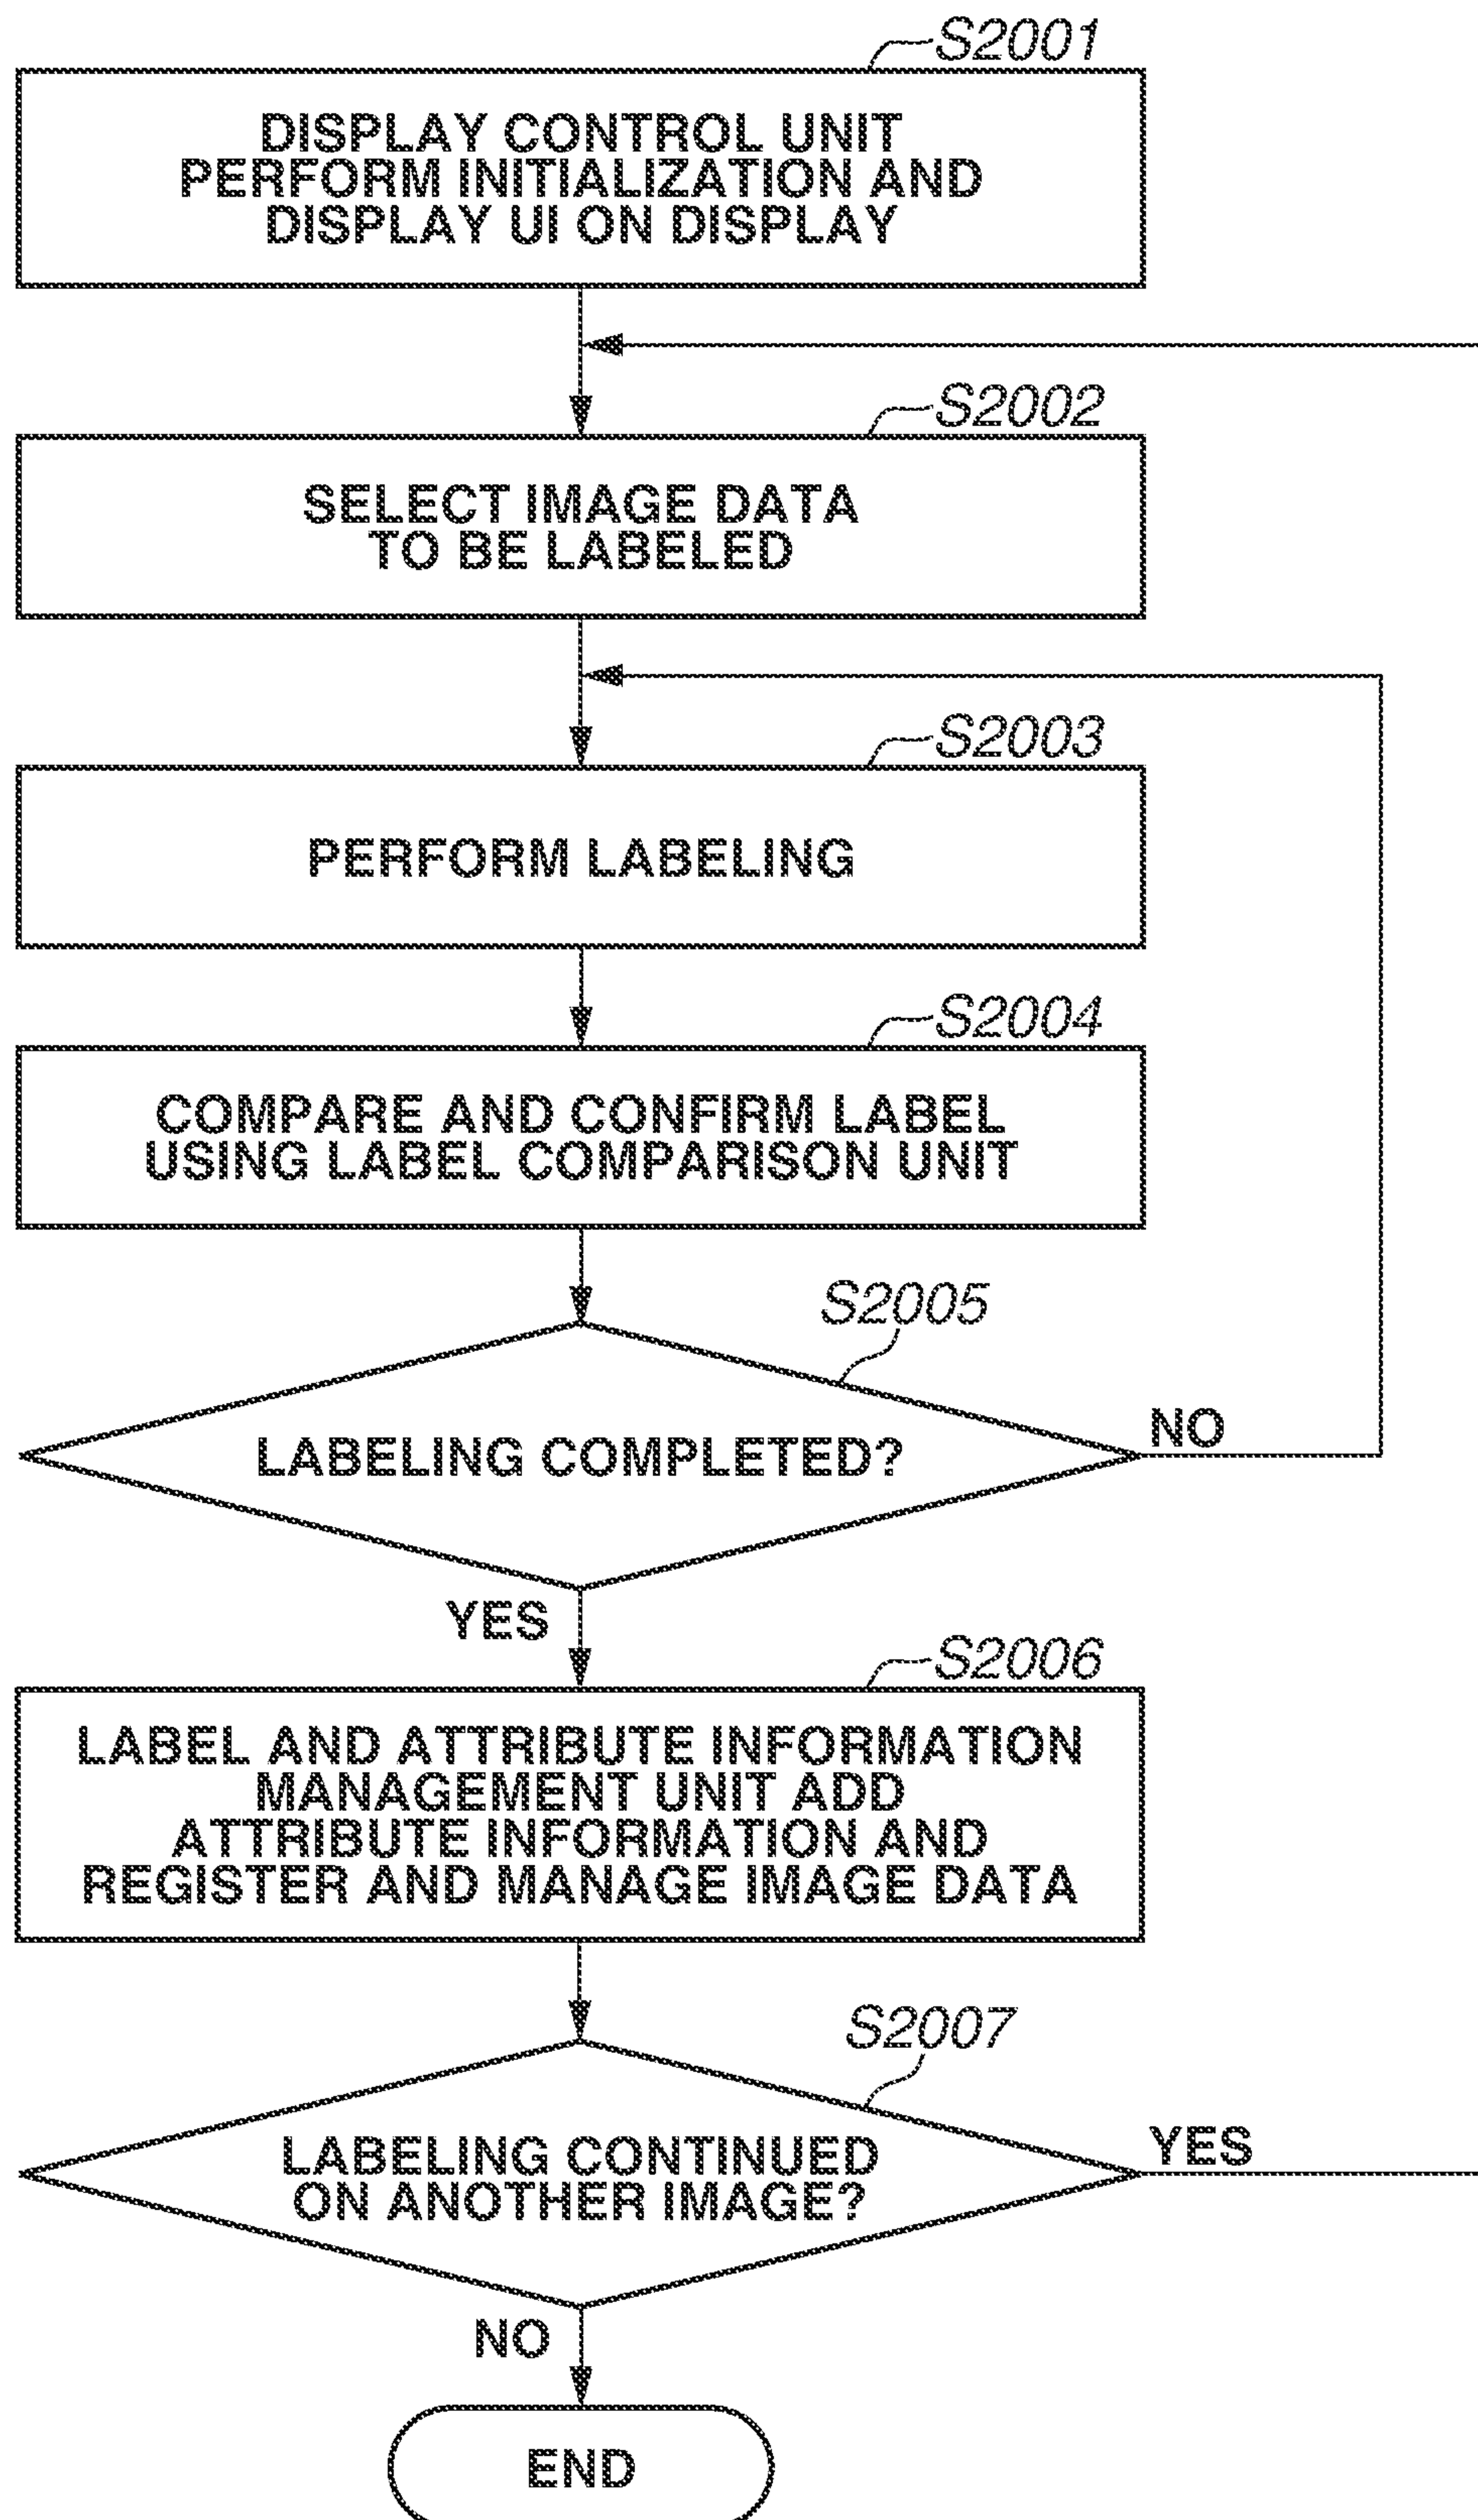 S2001
DISPLAY CONTROL UNIT
PERFORM INITIALIZATION AND
DISPLAY UI ON DISPLAY
S2002
SELECT IMAGE DATA
TO BE LABELED
S2003
PERFORM LABELING
S2004
COMPARE AND CONFIRM LABEL
USING LABEL COMPARISON UNIT
S2005
LABELING COMPLETED?
NO
YES
S2006
LABEL AND ATTRIBUTE INFORMATION
MANAGEMENT UNIT ADD
ATTRIBUTE INFORMATION AND
REGISTER AND MANAGE IMAGE DATA
S2007
LABELING CONTINUED
ON ANOTHER IMAGE?
YES
NO
END